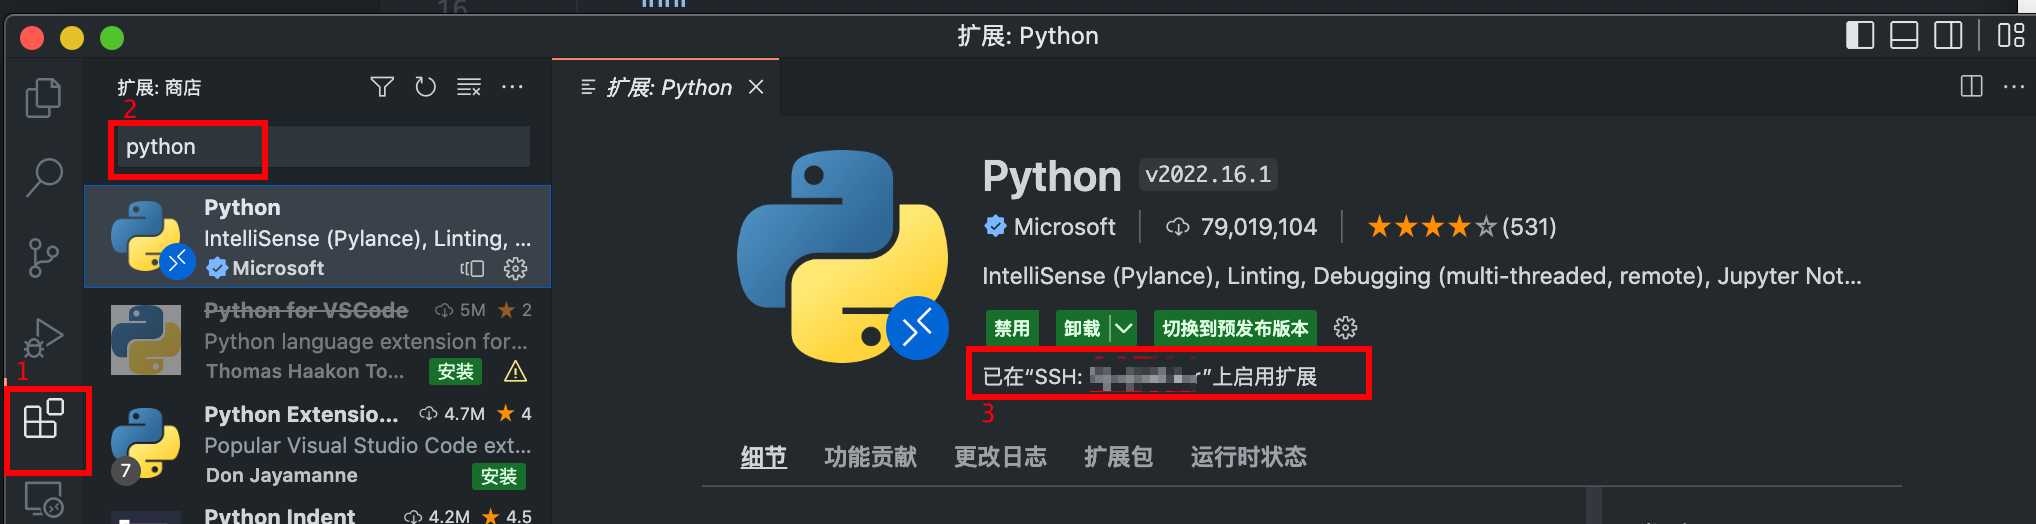 16
扩展: Python
扩展: 商店
2
python
Python
IntelliSense (Pylance), Linting, ...
Microsoft
Python for VSCode 5M 2
Python language extension for...
Thomas Haakon To... 安装
1
Python Extensio... 4.7M 4
Popular Visual Studio Code ext...
7
Don Jayamanne 安装
Python Indent 4.2M 4.5
扩展: Python
Python v2022.16.1
Microsoft 79,019,104 (531)
IntelliSense (Pylance), Linting, Debugging (multi-threaded, remote), Jupyter Not...
禁用 卸载 切换到预发布版本
已在“SSH: r”上启用扩展
3
细节 功能贡献 更改日志 扩展包 运行时状态